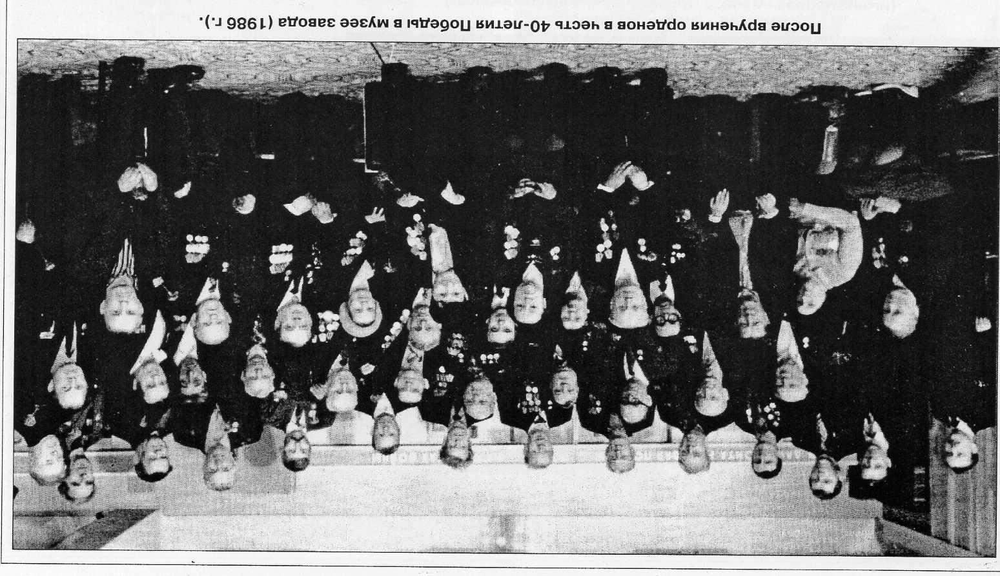 После вручения орденов в честь 40-летия Победы в музее завода (1986 г.).